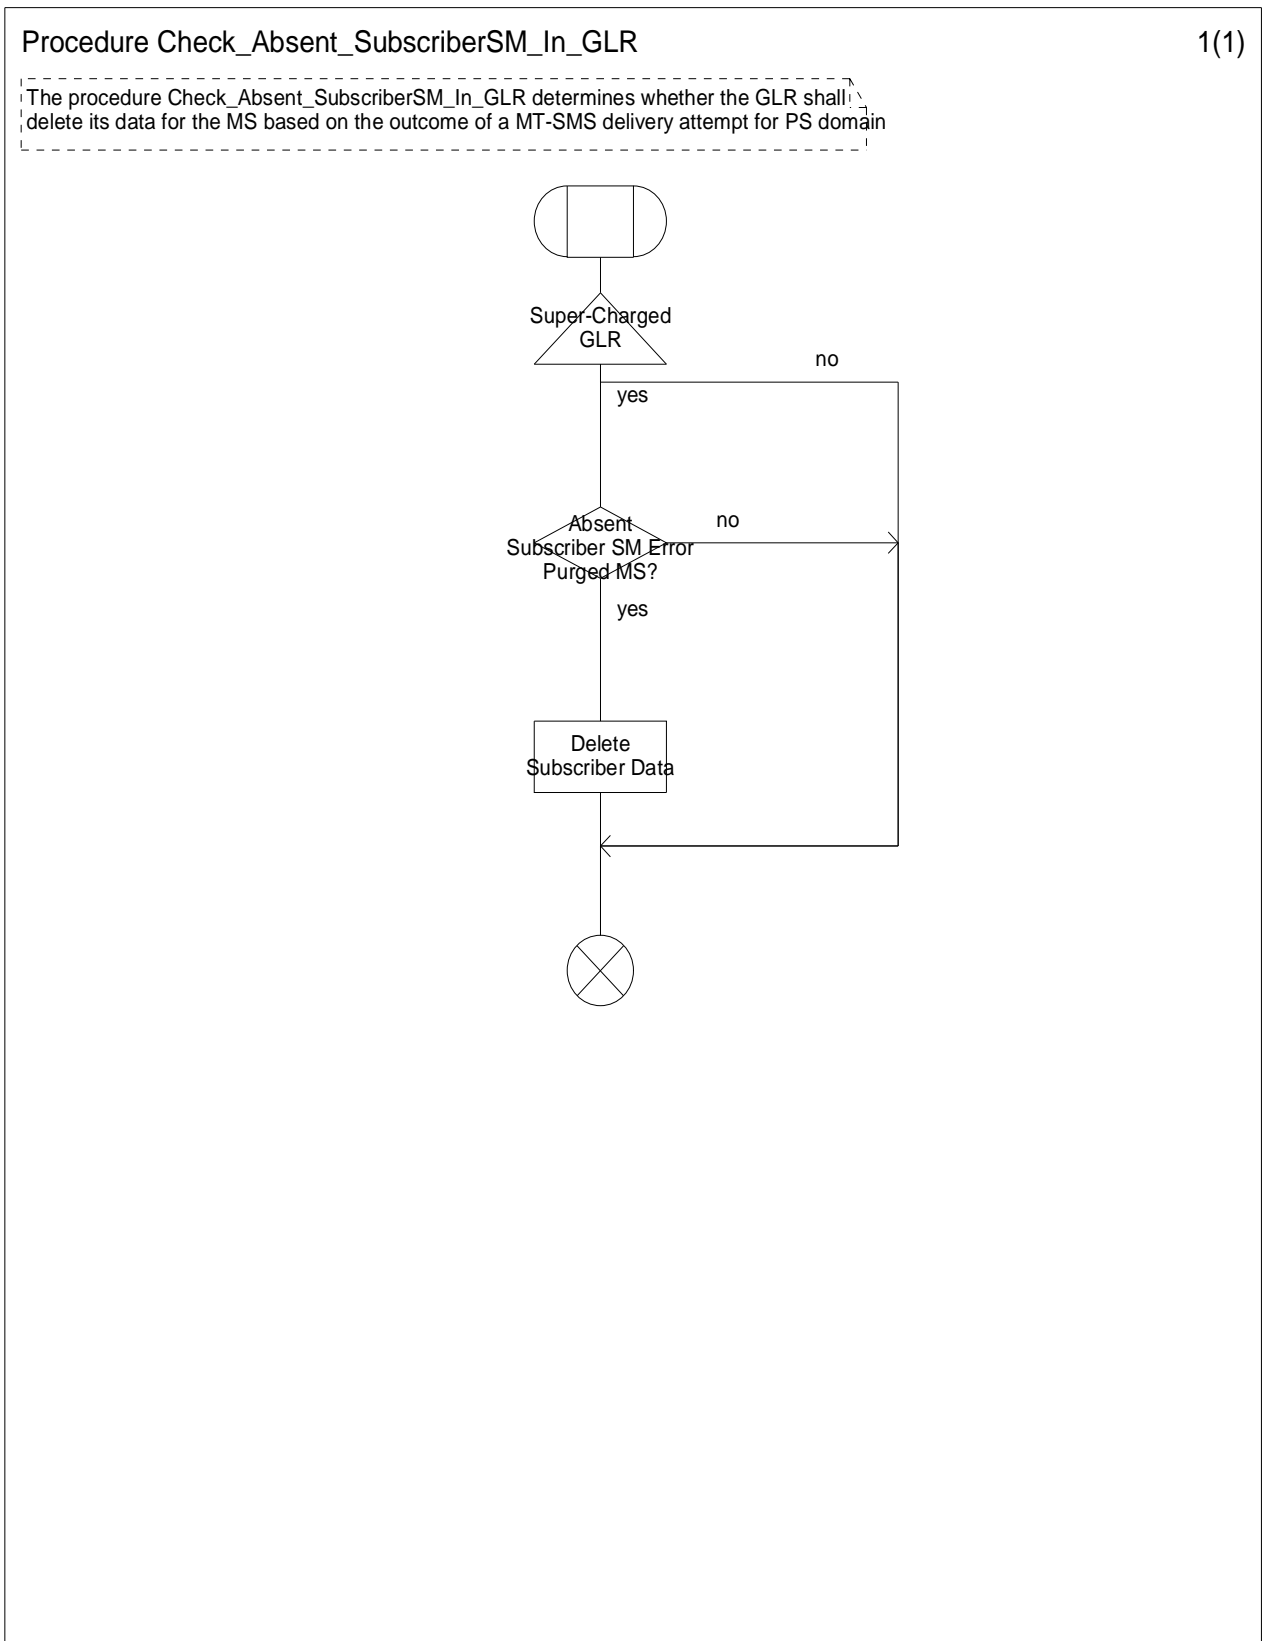 Procedure Check_Absent_SubscriberSM_In_GLR
1(1)
The procedure Check_Absent_SubscriberSM_In_GLR determines whether the GLR shall
delete its data for the MS based on the outcome of a MT-SMS delivery attempt for PS domain
Super-Charged
GLR
no
yes
Absent
Subscriber SM Error
Purged MS?
no
yes
Delete
Subscriber Data